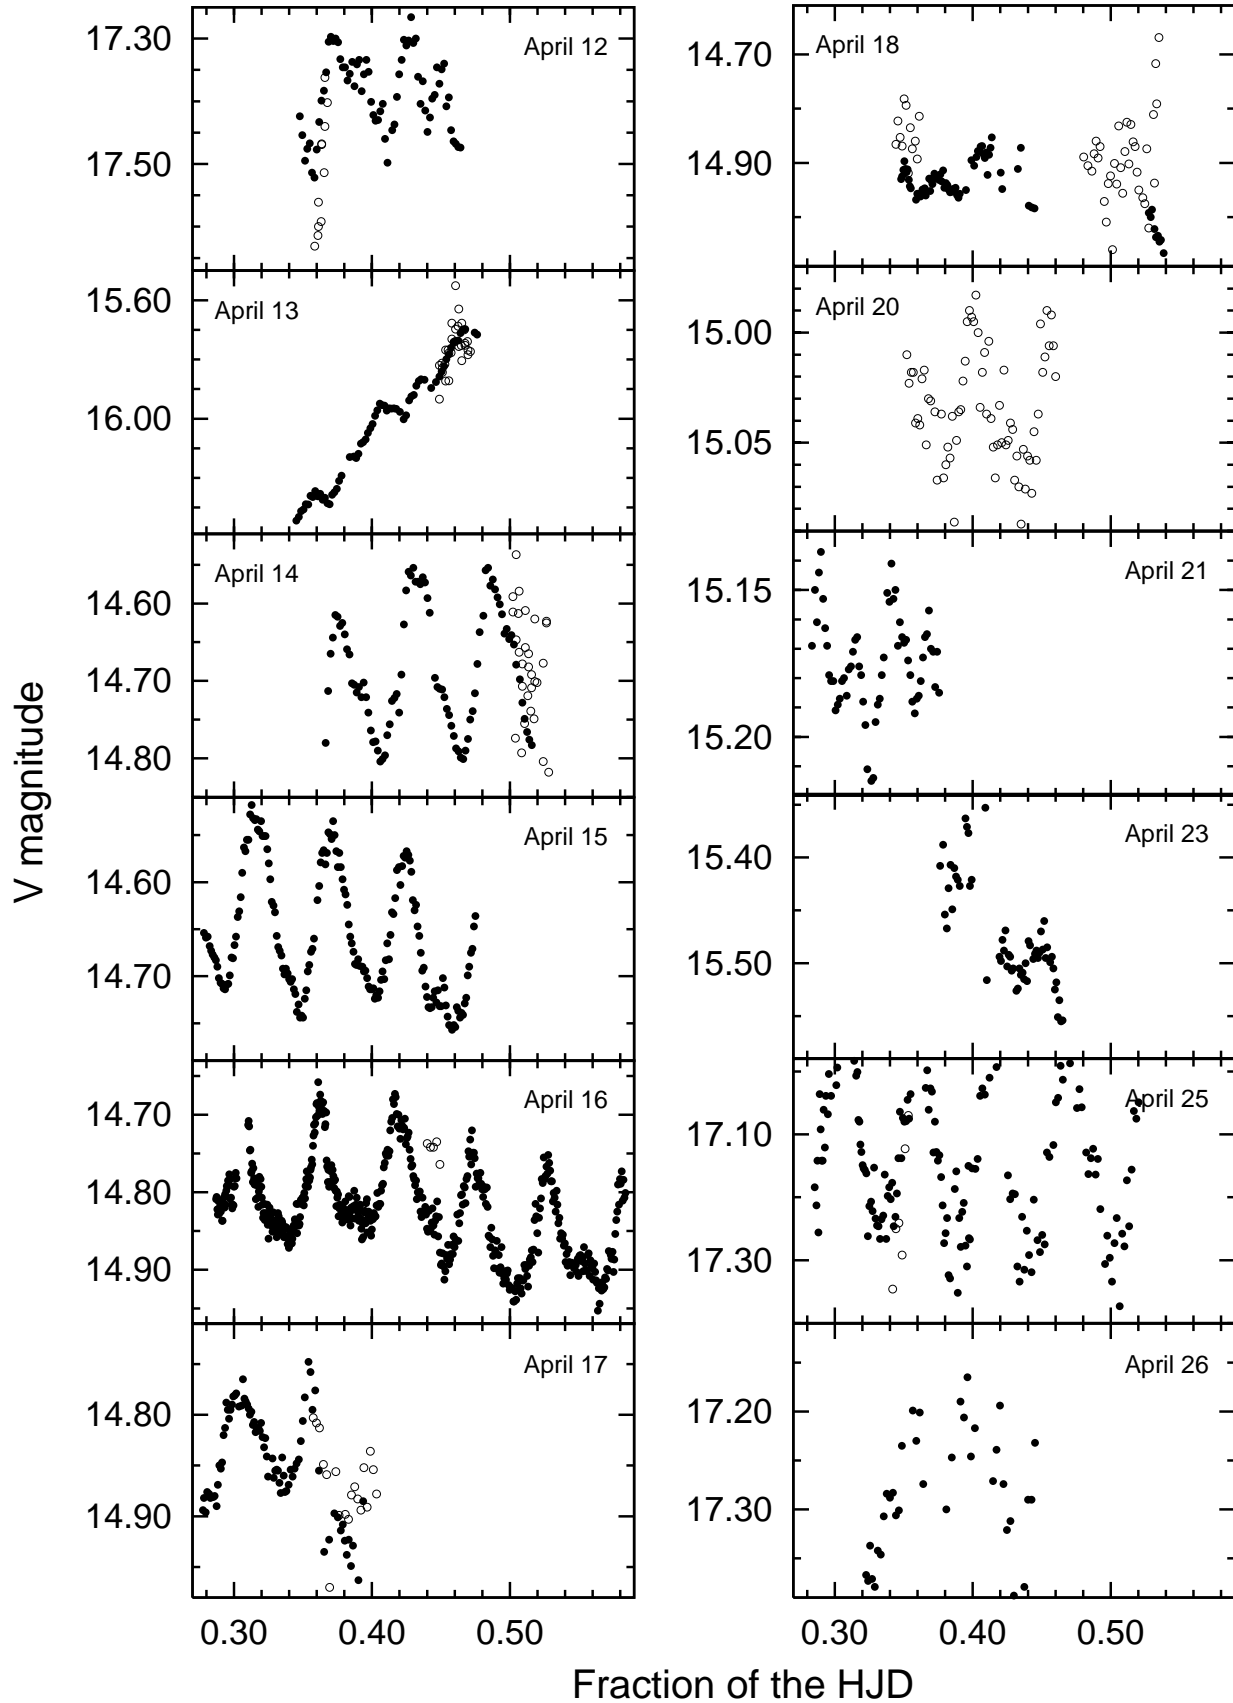 V magnitude
17.30
17.50
April 12
15.60
16.00
April 13
14.60
14.70
14.80
April 14
14.60
14.70
April 15
14.70
14.80
14.90
April 16
14.80
14.90
April 17
0.30 0.40 0.50
14.70
14.90
April 18
15.00
15.05
April 20
15.15
15.20
April 21
15.40
15.50
April 23
17.10
17.30
April 25
17.20
17.30
April 26
0.30 0.40 0.50
Fraction of the HJD